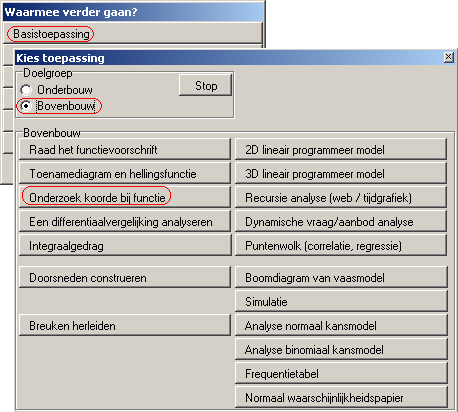 Waarmee verder gaan?
Basistoepassing
Kies toepassing
Doelgroep
Onderbouw
Bovenbouw
Stop
Bovenbouw
Raad het functievoorschrift
2D lineair programmeer model
Toenamediagram en hellingsfunctie
3D lineair programmeer model
Onderzoek koorde bij functie
Recursie analyse (web / tijdgrafiek)
Een differentiaalvergelijking analyseren
Dynamische vraag/aanbod analyse
Integraalgedrag
Puntenwolk (correlatie, regressie)
Doorsneden construeren
Boomdiagram van vaasmodel
Simulatie
Breuken herleiden
Analyse normaal kansmodel
Analyse binomiaal kansmodel
Frequentietabel
Normaal waarschijnlijkheidspapier